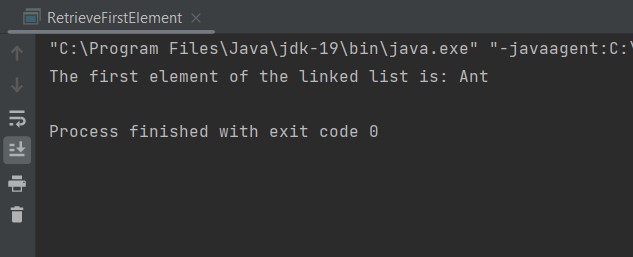 RetrieveFirstElement
"C:\Program Files\Java\jdk-19\bin\java.exe" "-javaagent:C:\
The first element of the linked list is: Ant
Process finished with exit code 0